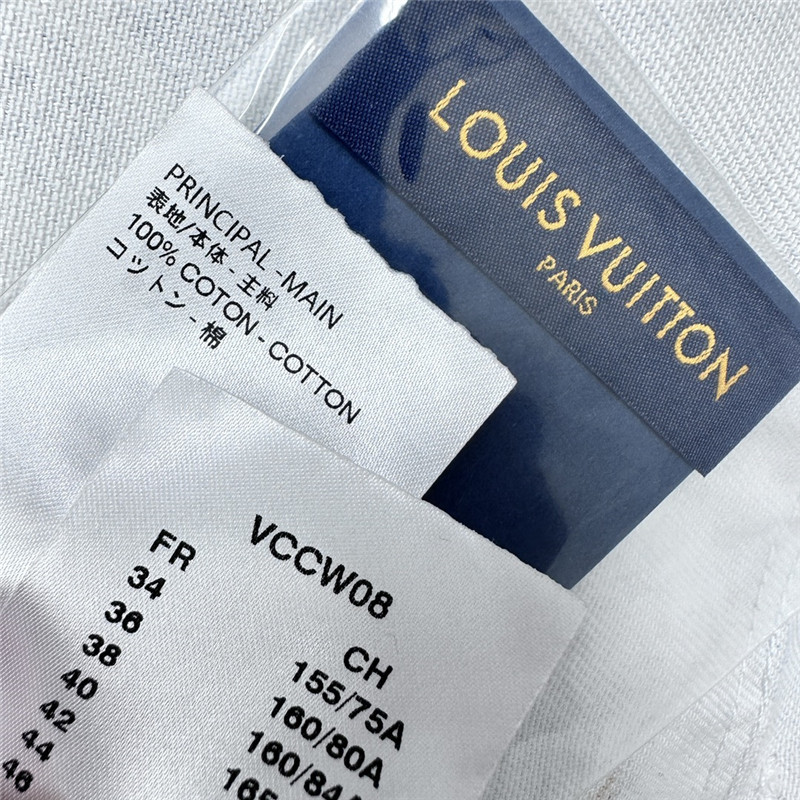 LOUIS VUITTON
PARIS
PRINCIPAL - MAIN
表地/本体 - 主料
100% COTON - COTTON
コットン - 棉
VCCW08
FR
CH
34
155/75A
36
160/80A
38
160/84A
40
42
44
46